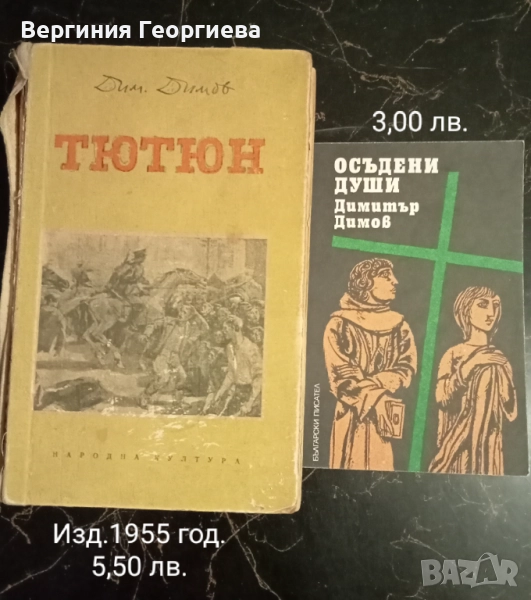 Вергиния Георгиева
Дим. Димов
ТЮТЮН
НАРОДНА КУЛТУРА
Изд.1955 год.
5,50 лв.
3,00 лв.
ОСЪДЕНИ
ДУШИ
Димитър
Димов
БЪЛГАРСКИ ПИСАТЕЛ
BAZAR